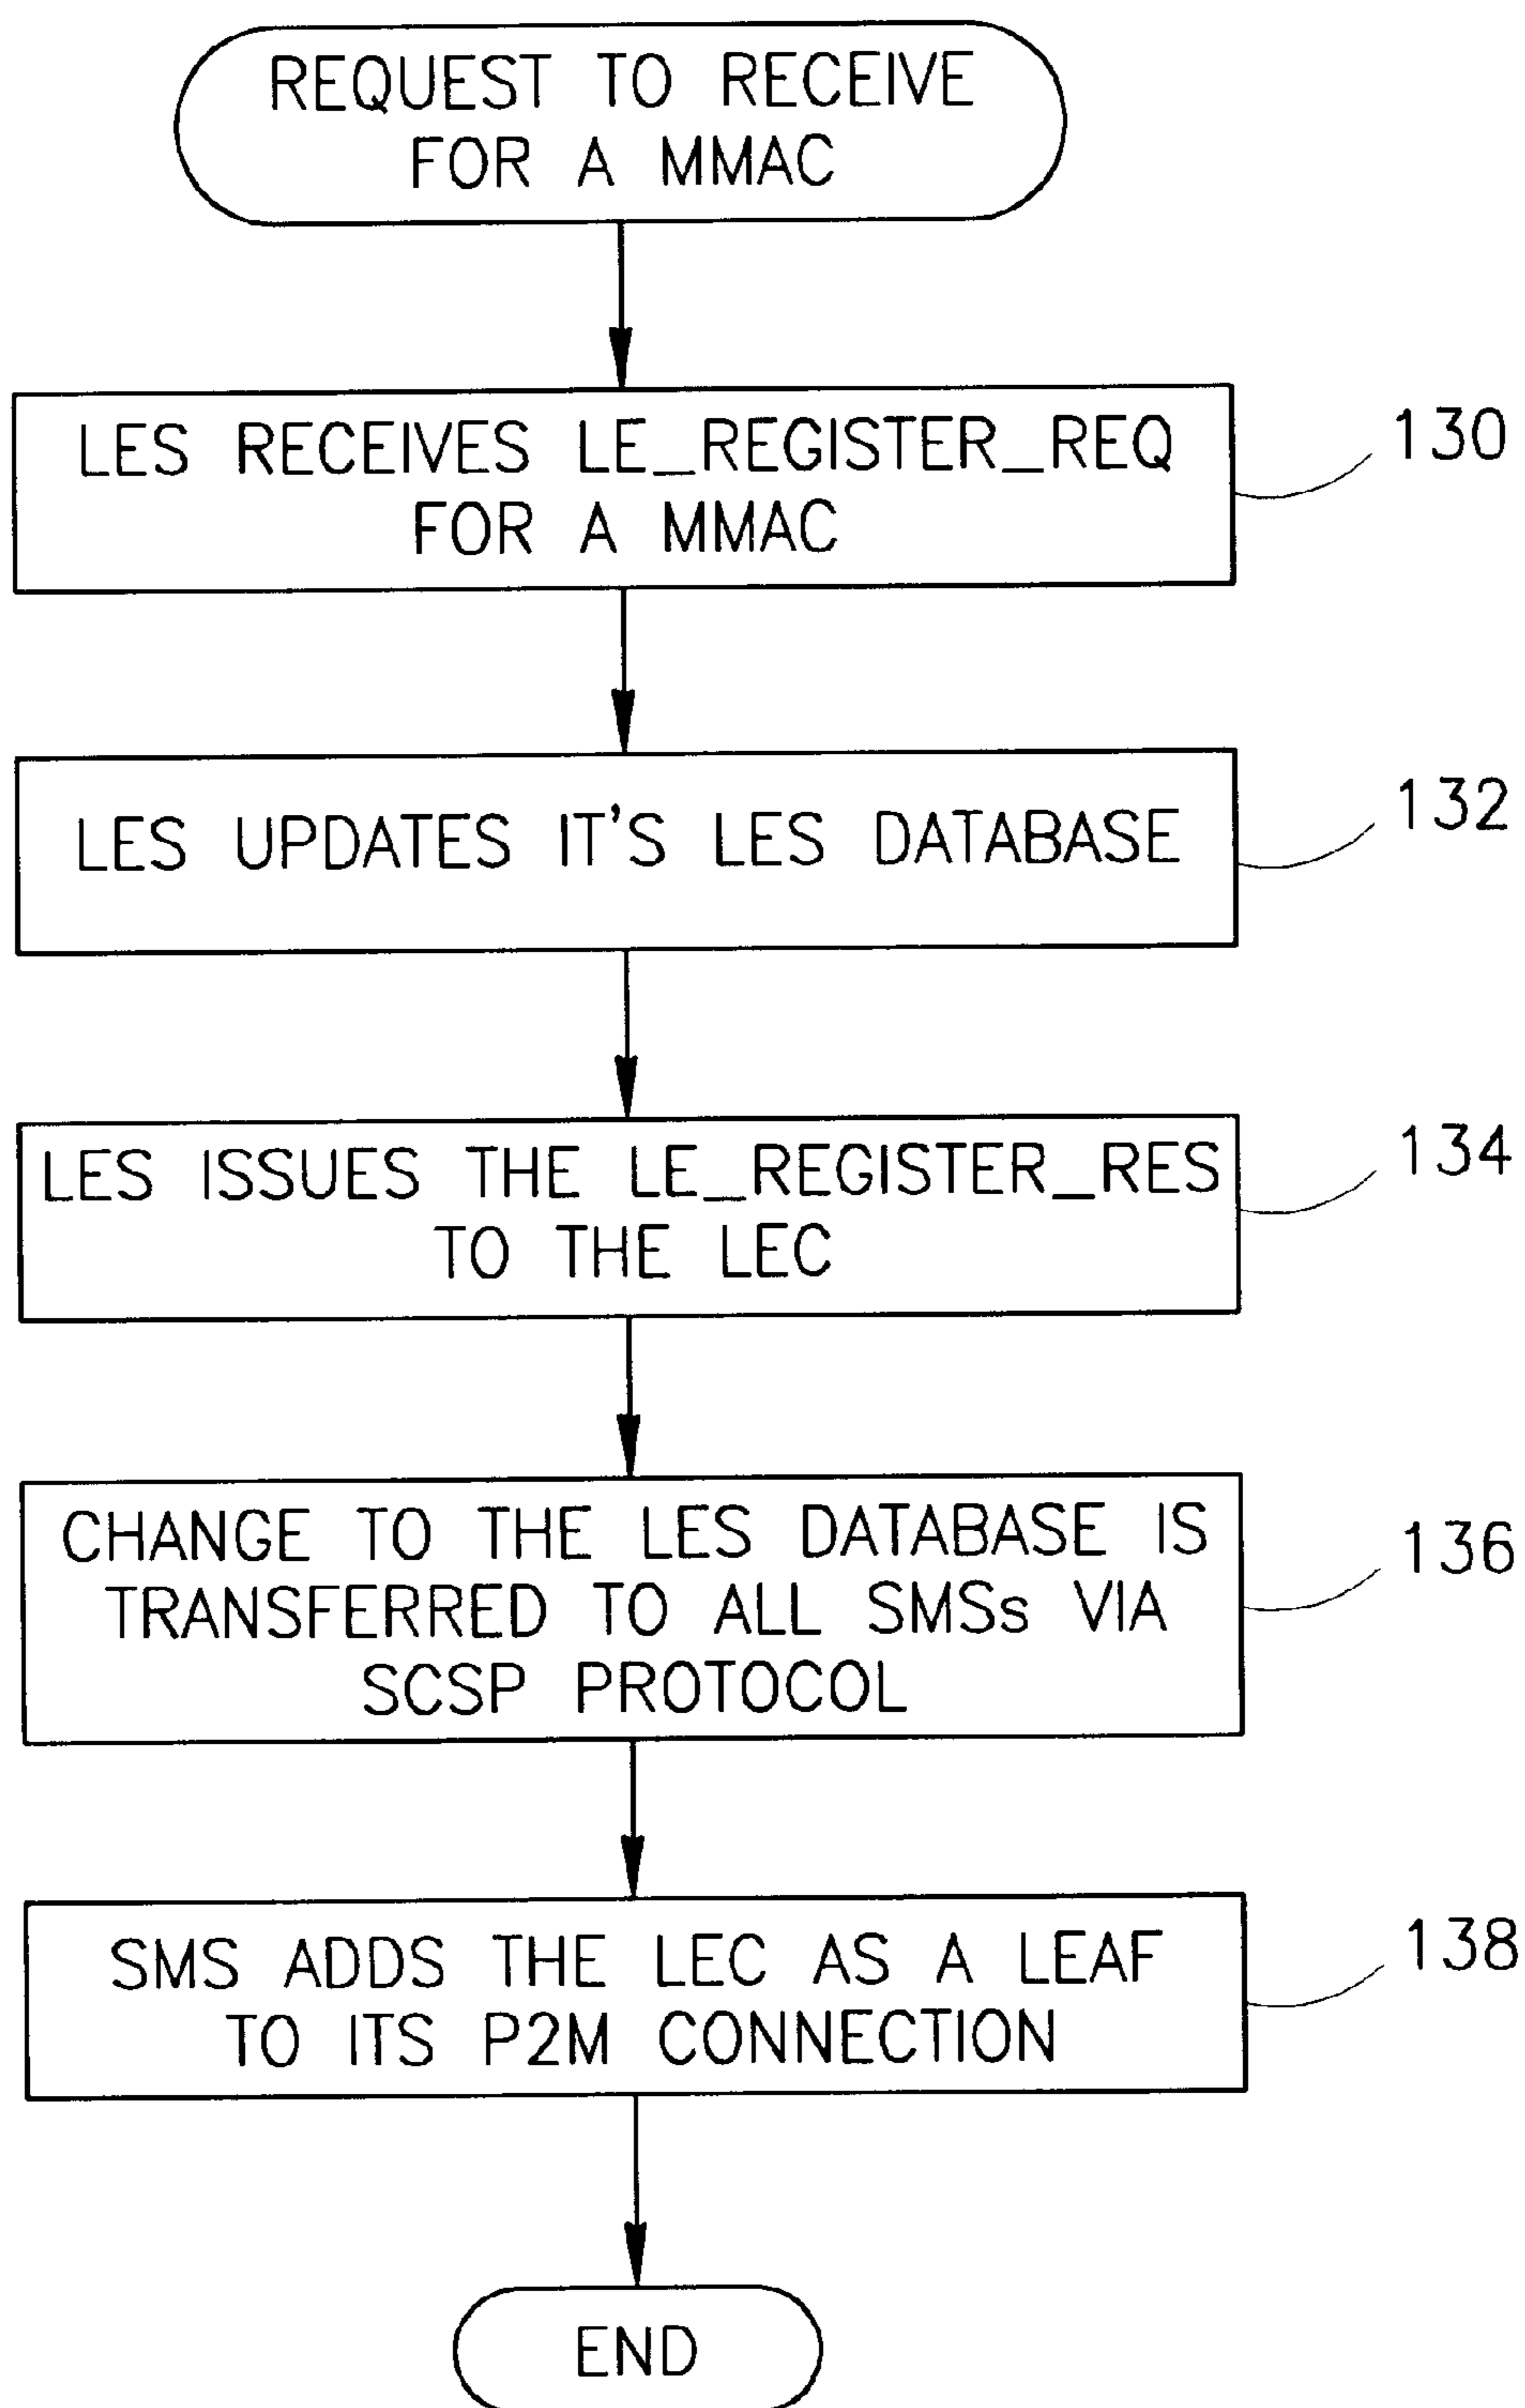 REQUEST TO RECEIVE
FOR A MMAC
LES RECEIVES LE_REGISTER_REQ
FOR A MMAC
130
LES UPDATES IT'S LES DATABASE
132
LES ISSUES THE LE_REGISTER_RES
TO THE LEC
134
CHANGE TO THE LES DATABASE IS
TRANSFERRED TO ALL SMSs VIA
SCSP PROTOCOL
136
SMS ADDS THE LEC AS A LEAF
TO ITS P2M CONNECTION
138
END